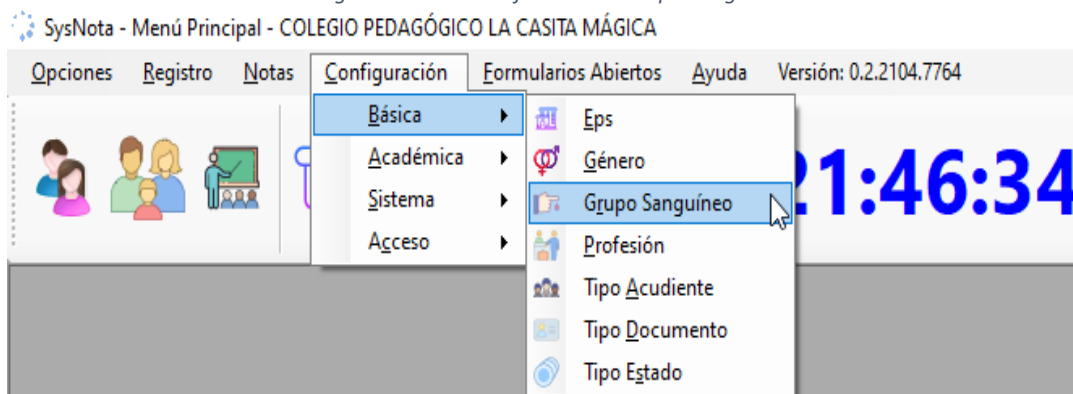 SysNota - Menú Principal - COLEGIO PEDAGÓGICO LA CASITA MÁGICA
Opciones Registro Notas Configuración Formularios Abiertos Ayuda Versión: 0.2.2104.7764
Básica
Académica
Sistema
Acceso
Eps
Género
Grupo Sanguíneo
Profesión
Tipo Acudiente
Tipo Documento
Tipo Estado
21:46:34